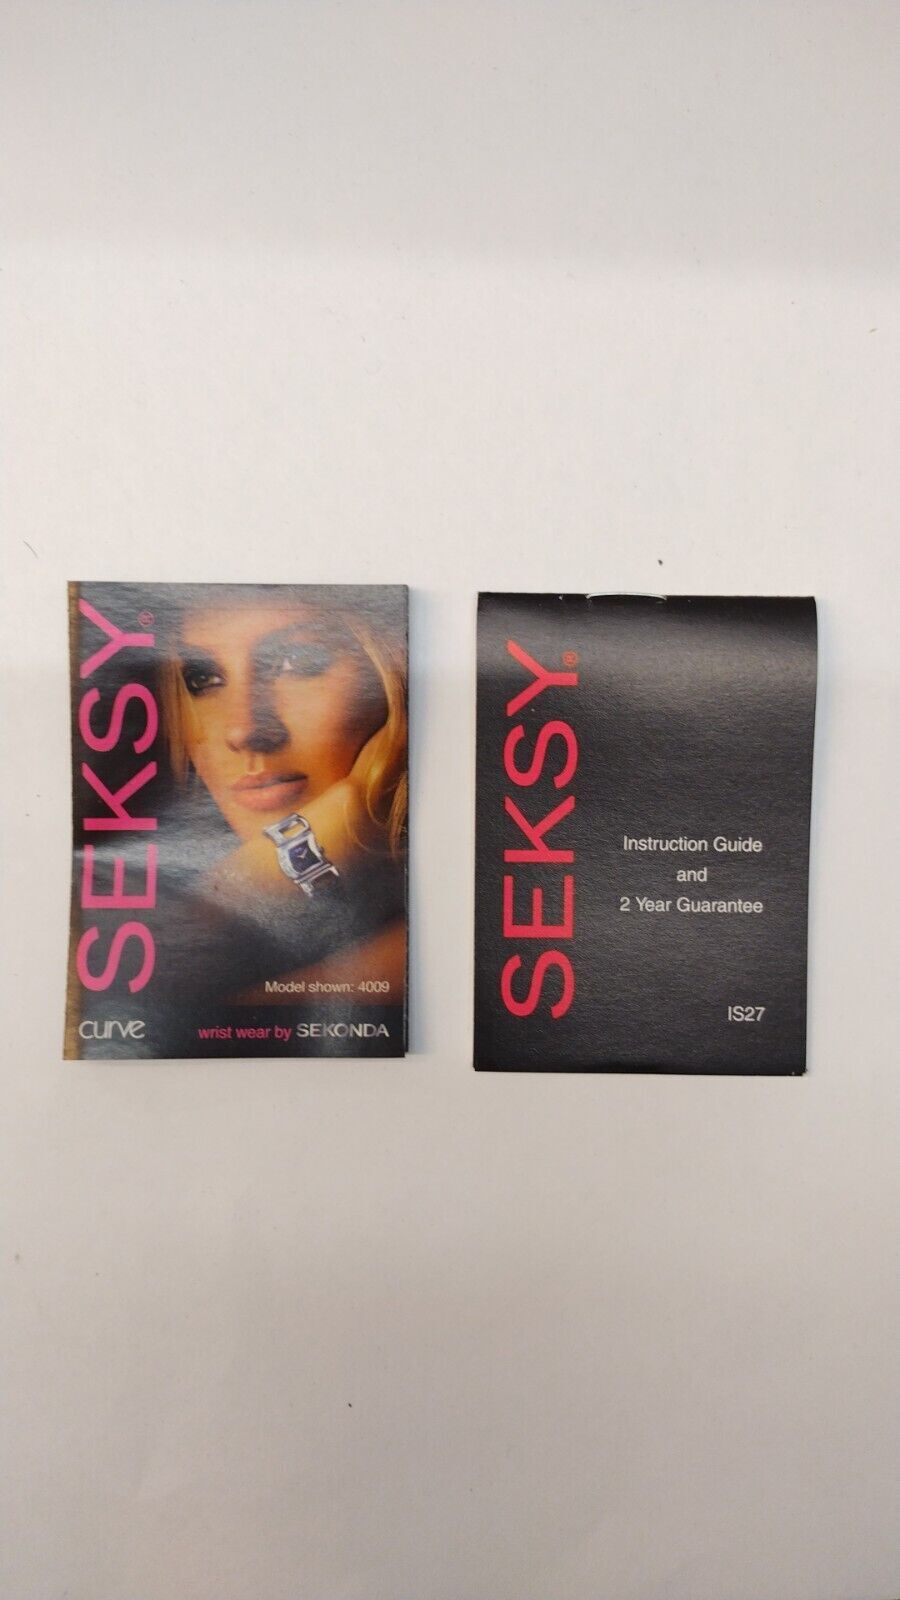 SEKSY®
Model shown: 4009
curve
wrist wear by SEKONDA
SEKSY®
Instruction Guide
and
2 Year Guarantee
IS27